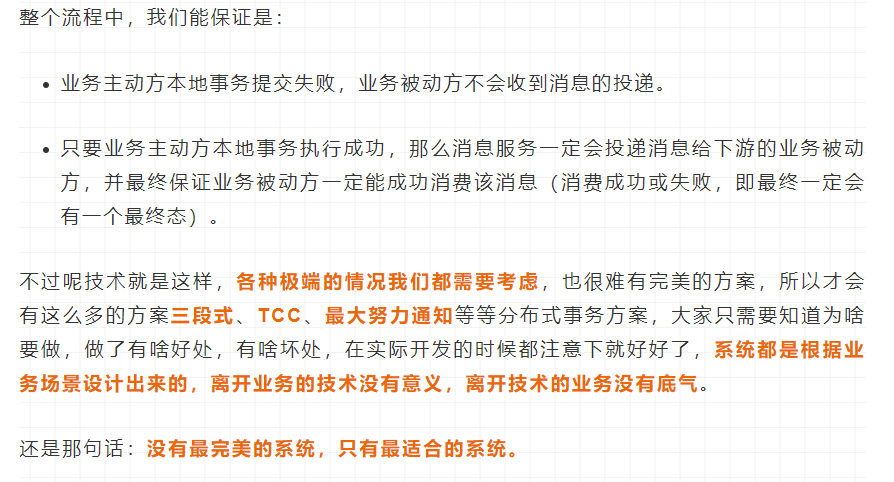 整个流程中，我们能保证是：
业务主动方本地事务提交失败，业务被动方不会收到消息的投递。
只要业务主动方本地事务执行成功，那么消息服务一定会投递消息给下游的业务被动
方，并最终保证业务被动方一定能成功消费该消息（消费成功或失败，即最终一定会
有一个最终态）。
不过呢技术就是这样，各种极端的情况我们都需要考虑，也很难有完美的方案，所以才会
有这么多的方案三段式、TCC、最大努力通知等等分布式事务方案，大家只需要知道为啥
要做，做了有啥好处，有啥坏处，在实际开发的时候都注意下就好好了，系统都是根据业
务场景设计出来的，离开业务的技术没有意义，离开技术的业务没有底气。
还是那句话：没有最完美的系统，只有最适合的系统。